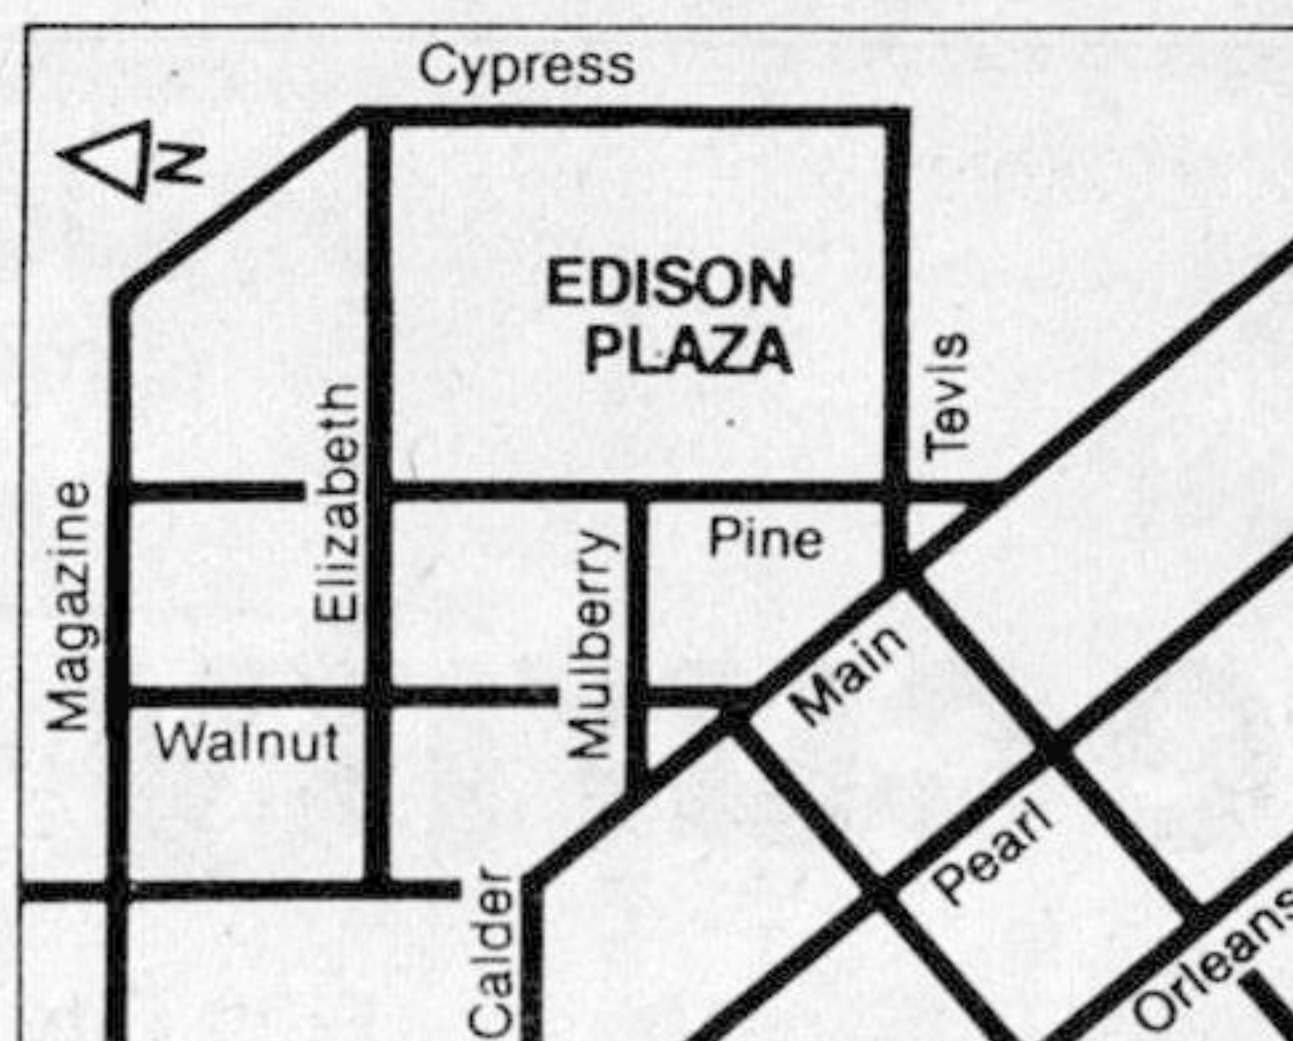 Cypress
N
EDISON
PLAZA
Tevis
Elizabeth
Magazine
Pine
Mulberry
Main
Walnut
Pearl
Calder
Orleans